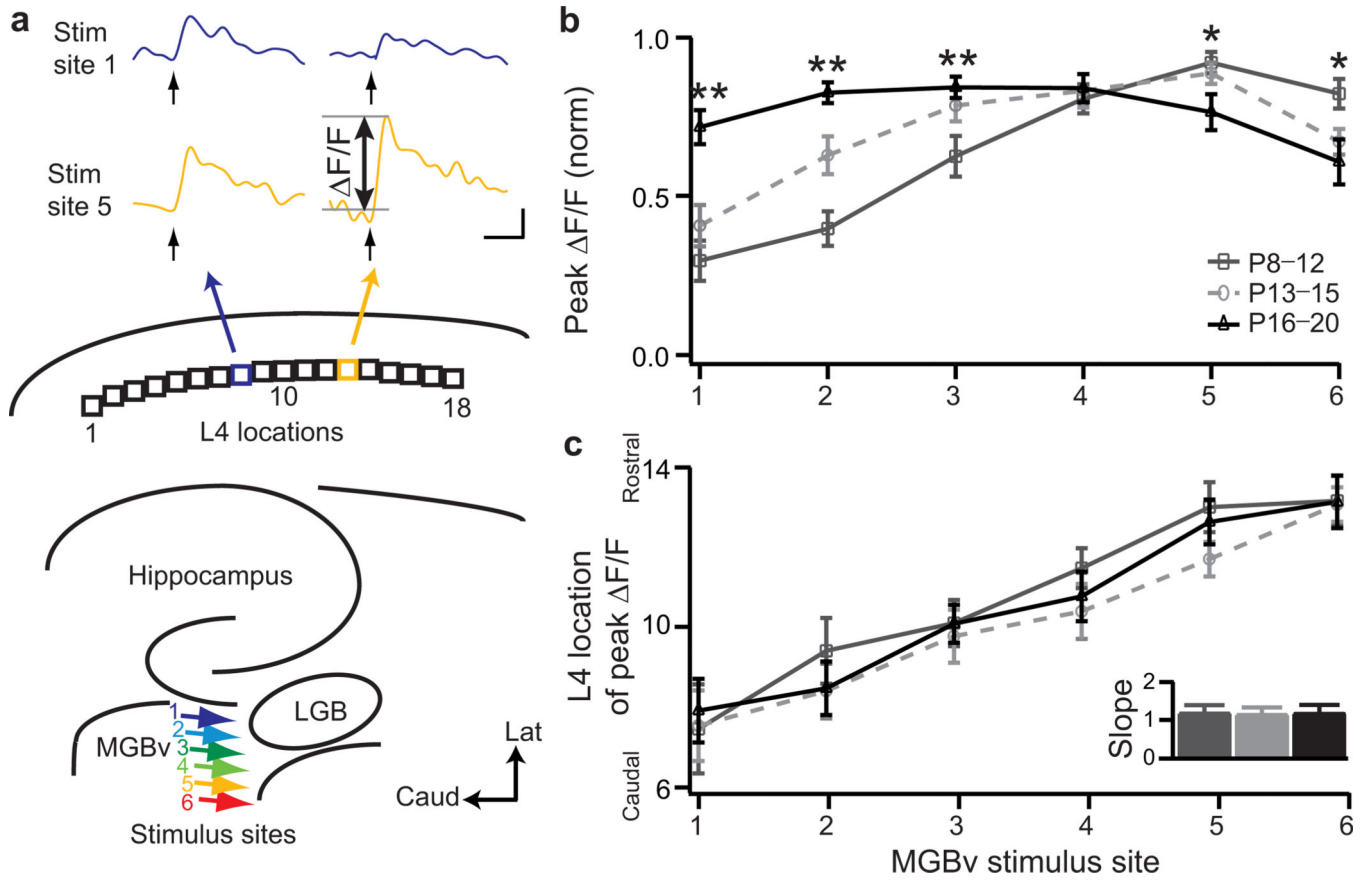 a
Stim
site 1
Stim
site 5
ΔF/F
1
10
18
L4 locations
Hippocampus
LGB
MGBv
1
2
3
4
5
6
Stimulus sites
Lat
Caud
b
Peak ΔF/F (norm)
1.0
0.5
0.0
**
**
**
*
*
P8–12
P13–15
P16–20
1
2
3
4
5
6
c
L4 location
of peak ΔF/F
Rostral
Caudal
14
10
6
Slope
2
1
0
1
2
3
4
5
6
MGBv stimulus site